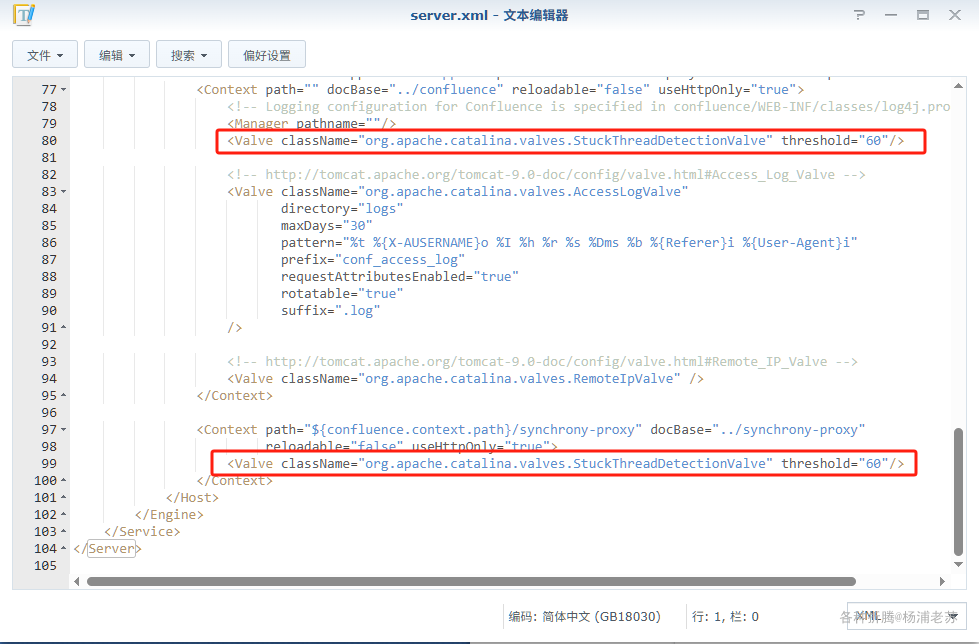 server.xml - 文本编辑器
文件 编辑 搜索 偏好设置
77 <Context path="" docBase="../confluence" reloadable="false" useHttpOnly="true">
78 <!-- Logging configuration for Confluence is specified in confluence/WEB-INF/classes/log4j.pro
79 <Manager pathname=""/>
80 <Valve className="org.apache.catalina.valves.StuckThreadDetectionValve" threshold="60"/>
81
82 <!-- http://tomcat.apache.org/tomcat-9.0-doc/config/valve.html#Access_Log_Valve -->
83 <Valve className="org.apache.catalina.valves.AccessLogValve"
84 directory="logs"
85 maxDays="30"
86 pattern="%t %{X-AUSERNAME}o %I %h %r %s %Dms %b %{Referer}i %{User-Agent}i"
87 prefix="conf_access_log"
88 requestAttributesEnabled="true"
89 rotatable="true"
90 suffix=".log"
91 />
92
93 <!-- http://tomcat.apache.org/tomcat-9.0-doc/config/valve.html#Remote_IP_Valve -->
94 <Valve className="org.apache.catalina.valves.RemoteIpValve" />
95 </Context>
96
97 <Context path="${confluence.context.path}/synchrony-proxy" docBase="../synchrony-proxy"
98 reloadable="false" useHttpOnly="true">
99 <Valve className="org.apache.catalina.valves.StuckThreadDetectionValve" threshold="60"/>
100 </Context>
101 </Host>
102 </Engine>
103 </Service>
104 </Server>
105
编码: 简体中文 (GB18030) 行: 1, 栏: 0 XML
各种折腾@杨浦老苏